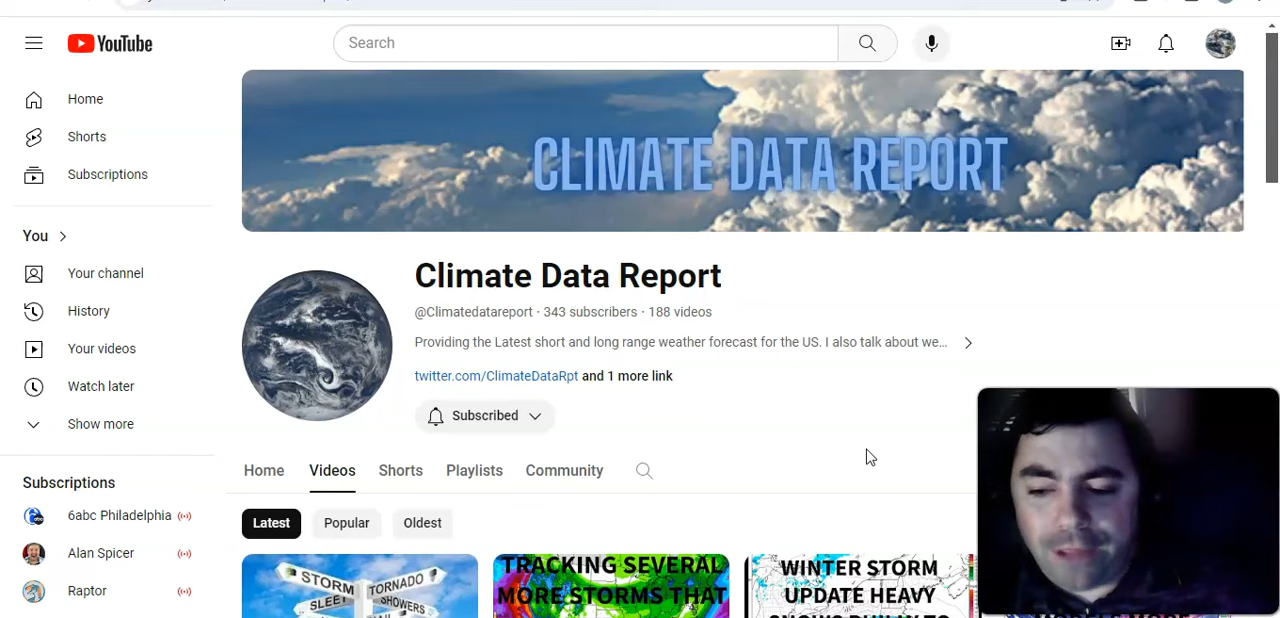 YouTube
Search
Home
Shorts
Subscriptions
You
Your channel
History
Your videos
Watch later
Show more
Subscriptions
6abc Philadelphia
Alan Spicer
Raptor
CLIMATE DATA REPORT
Climate Data Report
@Climatedatareport · 343 subscribers · 188 videos
Providing the Latest short and long range weather forecast for the US. I also talk about we...
twitter.com/ClimateDataRpt and 1 more link
Subscribed
Home Videos Shorts Playlists Community
Latest Popular Oldest
STORM
TORNADO
SLEET
SHOWERS
TRACKING SEVERAL
MORE STORMS THAT
WINTER STORM
UPDATE HEAVY